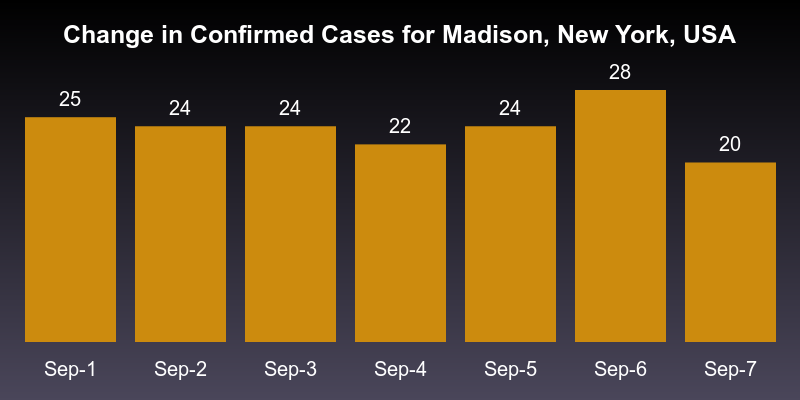 Change in Confirmed Cases for Madison, New York, USA
25 24 24 22 24 28 20
Sep-1 Sep-2 Sep-3 Sep-4 Sep-5 Sep-6 Sep-7